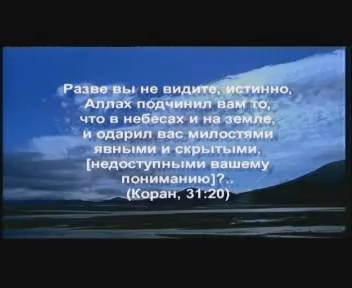 Разве вы не видите, истинно,
Аллах подчинил вам то,
что в небесах и на земле,
и одарил вас милостями
явными и скрытыми,
[недоступными вашему
пониманию]?..
(Коран, 31:20)